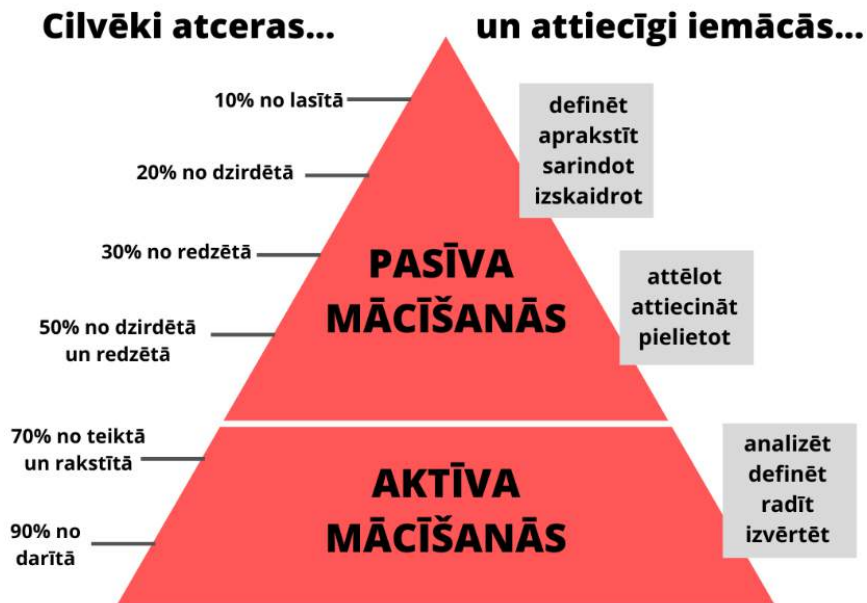 Cilvēki atceras...
un attiecīgi iemācās...
10% no lasītā
20% no dzirdētā
30% no redzētā
50% no dzirdētā
un redzētā
70% no teiktā
un rakstītā
90% no
darītā
PASĪVA
MĀCĪŠANĀS
AKTĪVA
MĀCĪŠANĀS
definēt
aprakstīt
sarindot
izskaidrot
attēlot
attiecināt
pielietot
analizēt
definēt
radīt
izvērtēt